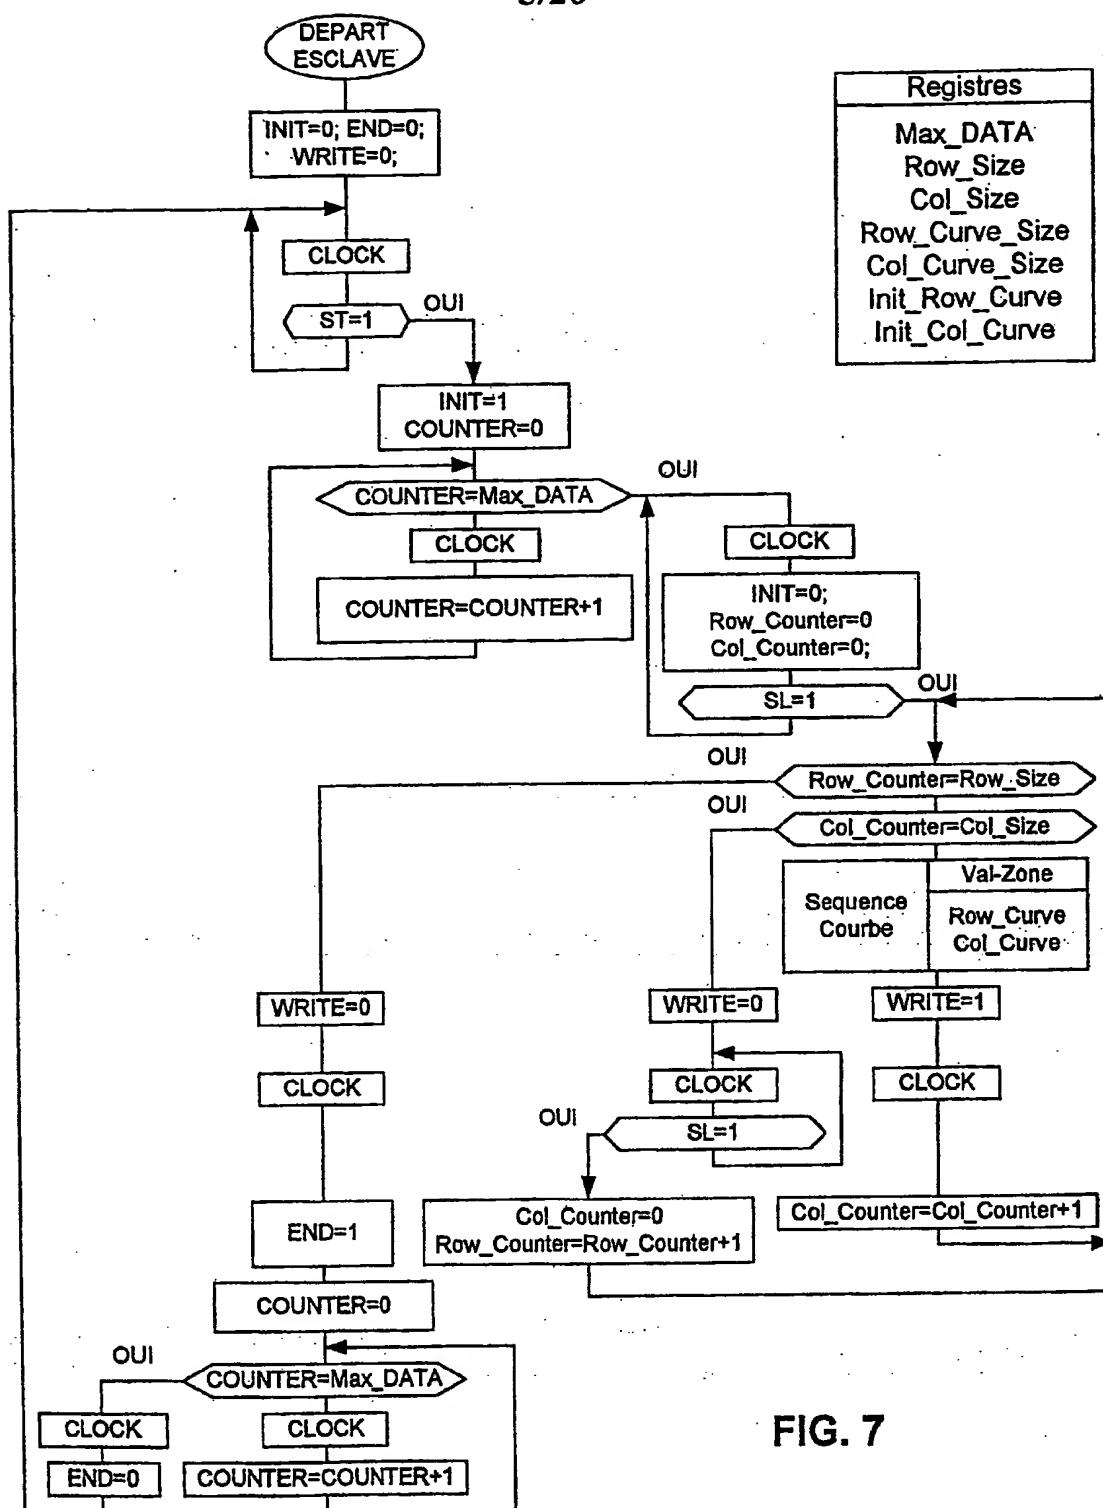 DEPART
ESCLAVE
INIT=0; END=0;
WRITE=0;
CLOCK
OUI
ST=1
INIT=1
COUNTER=0
OUI
COUNTER=Max_DATA
CLOCK
COUNTER=COUNTER+1
CLOCK
INIT=0;
Row_Counter=0
Col_Counter=0;
OUI
SL=1
Registres
Max_DATA
Row_Size
Col_Size
Row_Curve_Size
Col_Curve_Size
Init_Row_Curve
Init_Col_Curve
OUI
Row_Counter=Row_Size
OUI
Col_Counter=Col_Size
Sequence
Courbe
Val-Zone
Row_Curve
Col_Curve
WRITE=0
WRITE=0
WRITE=1
CLOCK
CLOCK
CLOCK
OUI
SL=1
END=1
Col_Counter=0
Row_Counter=Row_Counter+1
Col_Counter=Col_Counter+1
COUNTER=0
OUI
COUNTER=Max_DATA
CLOCK
CLOCK
END=0
COUNTER=COUNTER+1
FIG. 7